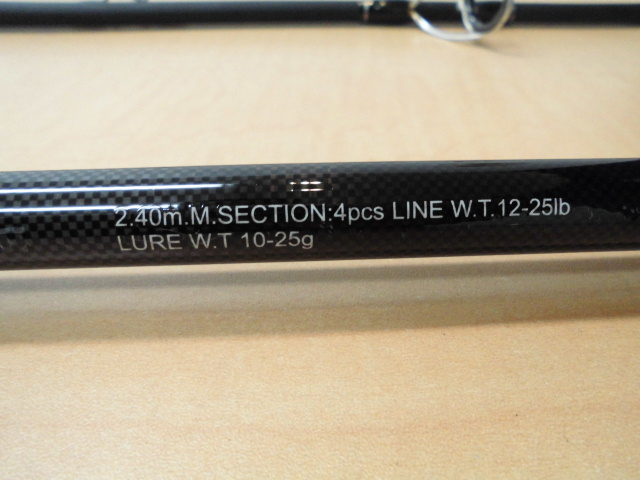 2.40m.M.SECTION:4pcs LINE W.T.12-25lb
LURE W.T 10-25g